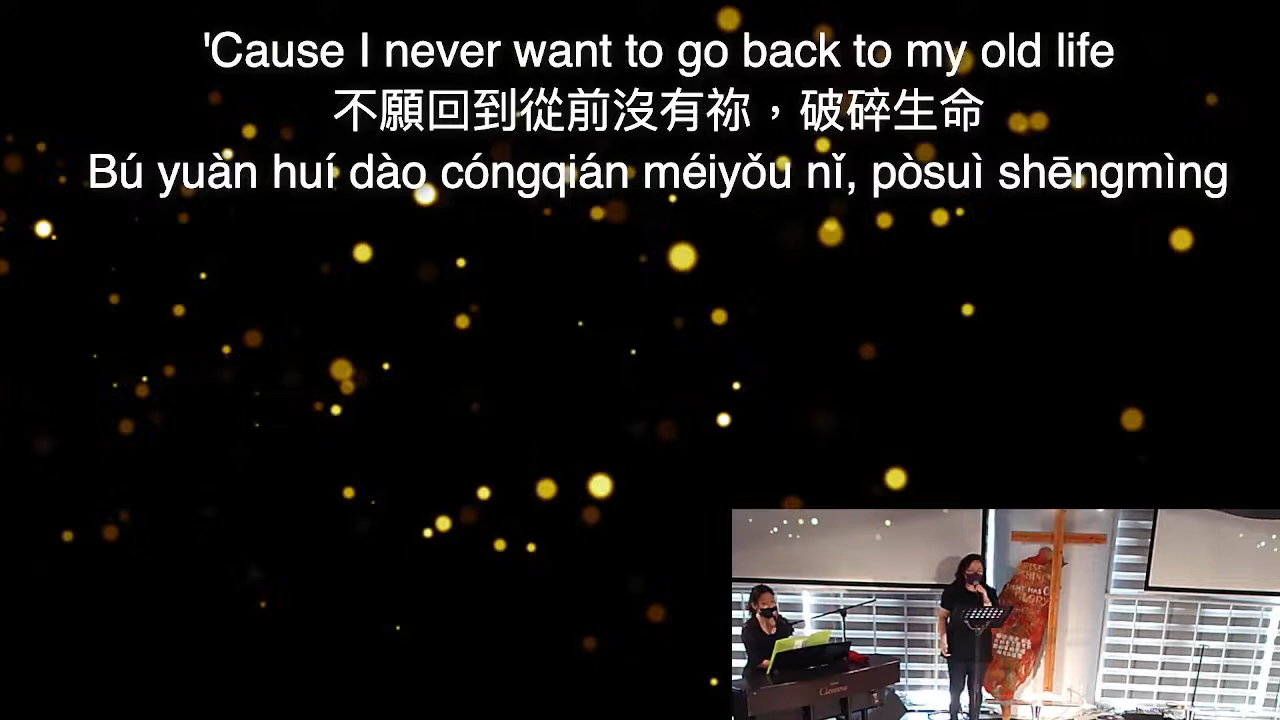 'Cause I never want to go back to my old life
不願回到從前沒有祢，破碎生命
Bú yuàn huí dào cóngqián méiyǒu nǐ, pòsuì shēngmìng